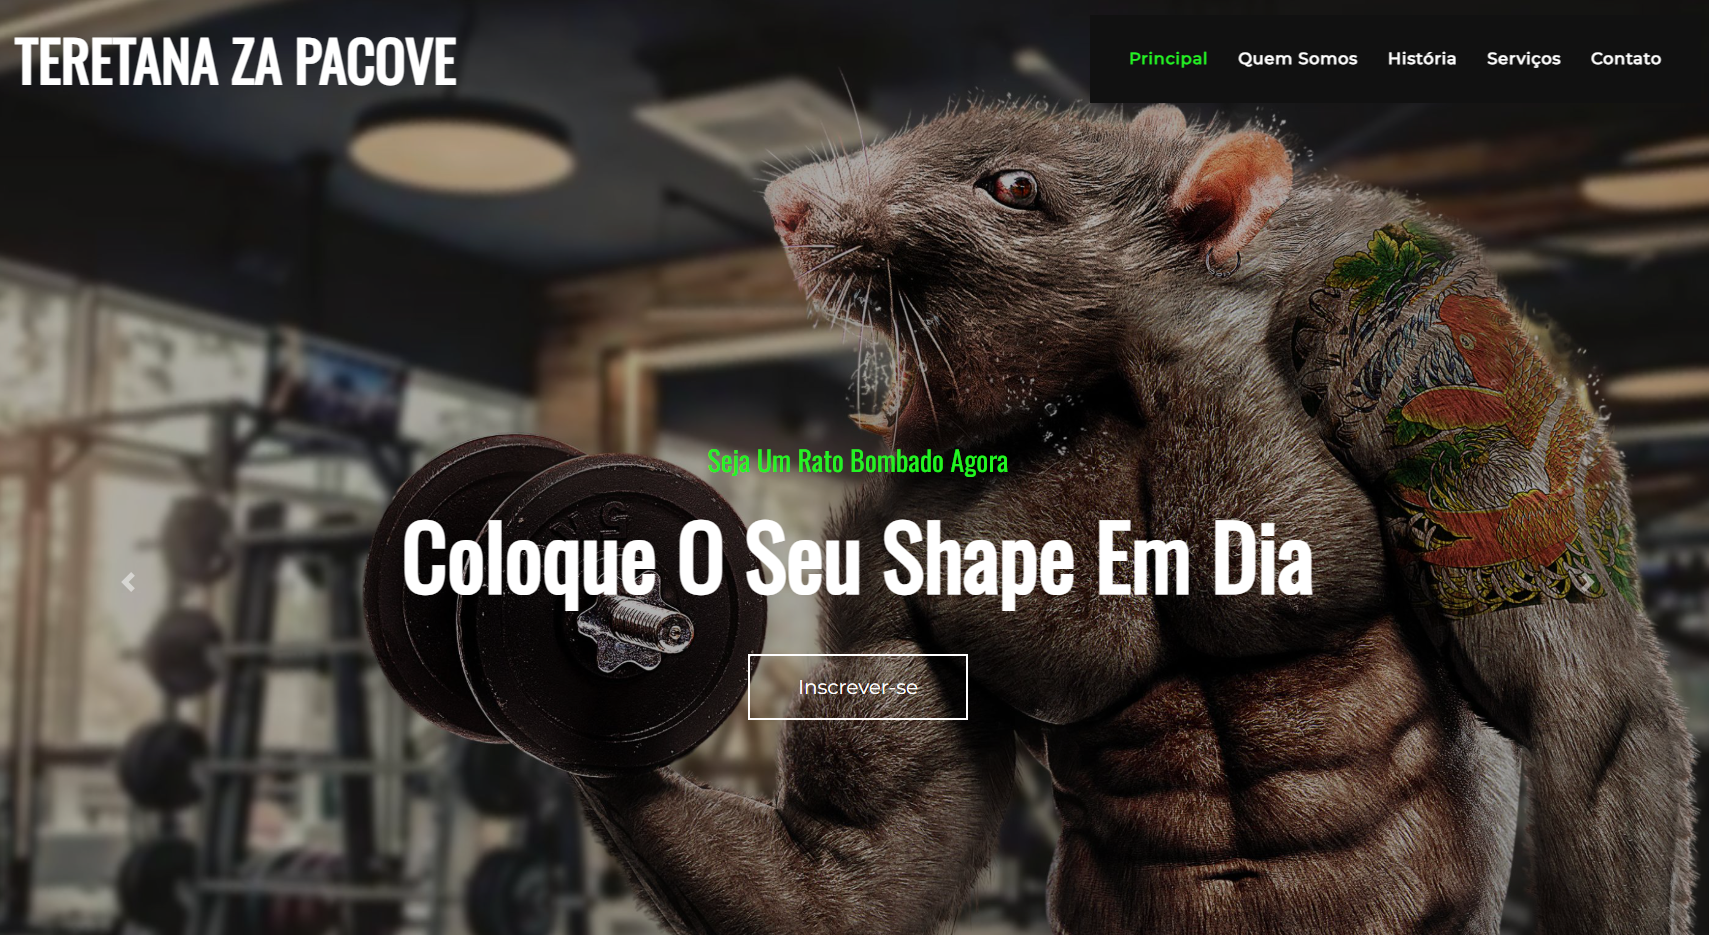 TERETANA ZA PACOVE
Principal Quem Somos História Serviços Contato
Seja Um Rato Bombado Agora
Coloque O Seu Shape Em Dia
Inscrever-se